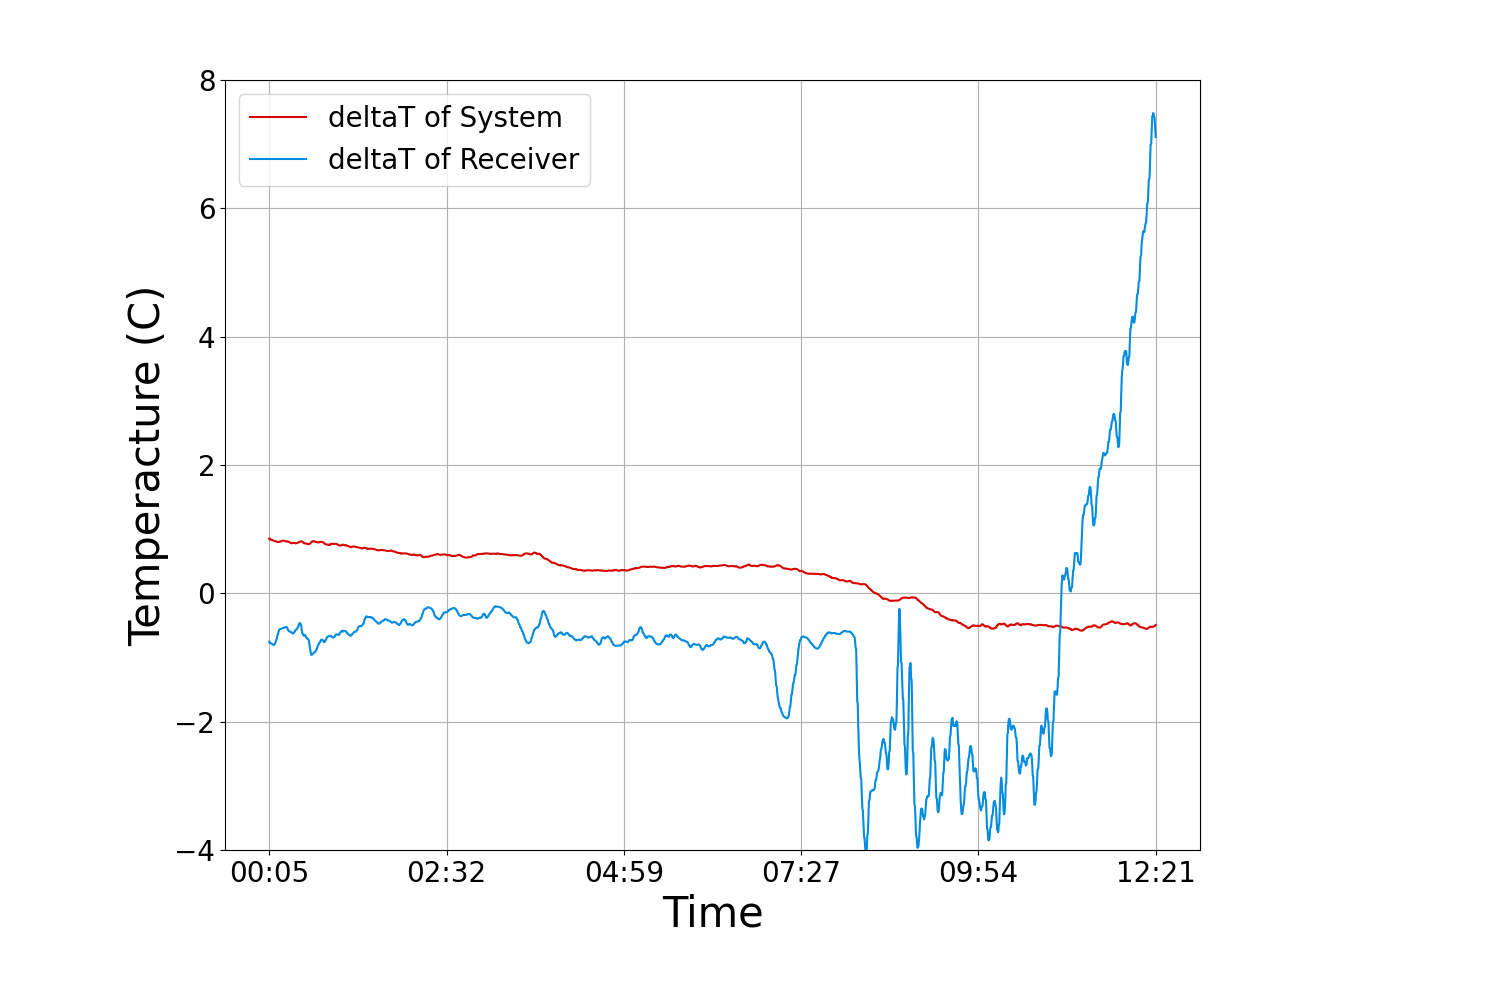 8
6
4
2
0
−2
−4
deltaT of System
deltaT of Receiver
Temperacture (C)
00:05 02:32 04:59 07:27 09:54 12:21
Time